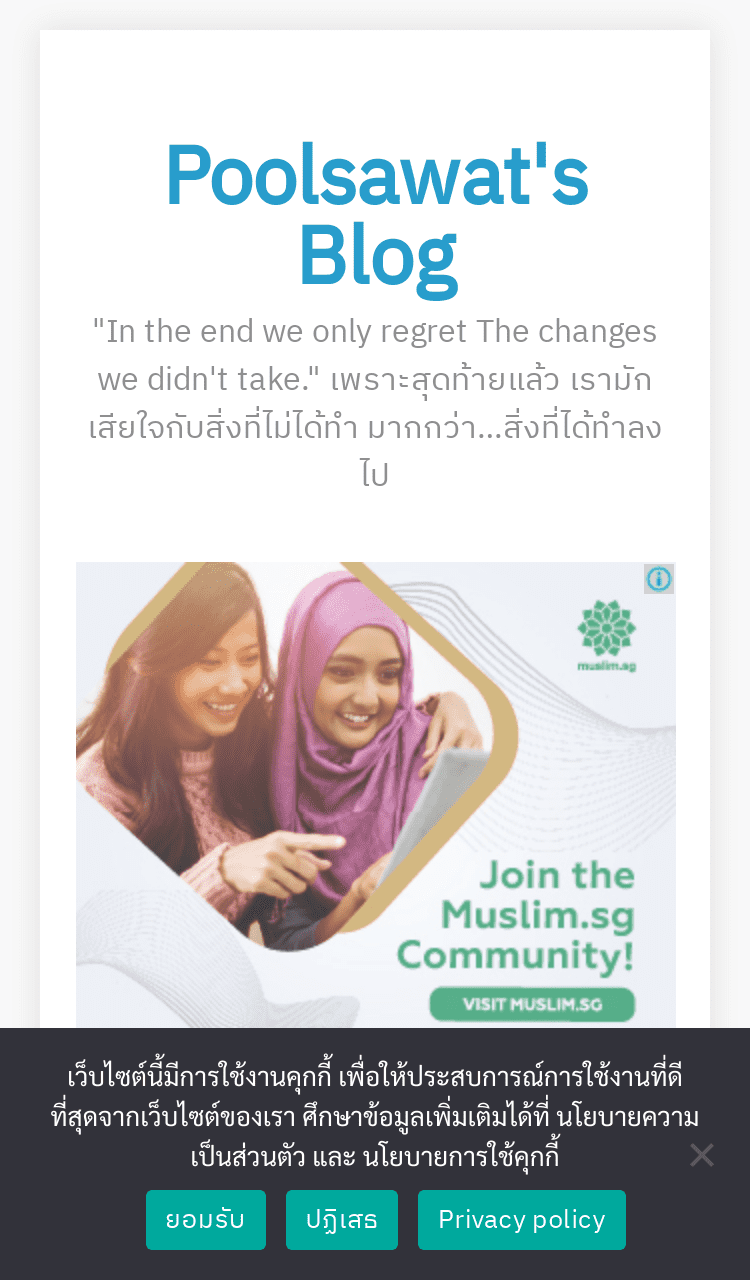 Poolsawat's
Blog
"In the end we only regret The changes
we didn't take." เพราะสุดท้ายแล้ว เรามัก
เสียใจกับสิ่งที่ไม่ได้ทำ มากกว่า...สิ่งที่ได้ทำลง
ไป
muslim.sg
Join the
Muslim.sg
Community!
VISIT MUSLIM.SG
เว็บไซต์นี้มีการใช้งานคุกกี้ เพื่อให้ประสบการณ์การใช้งานที่ดี
ที่สุดจากเว็บไซต์ของเรา ศึกษาข้อมูลเพิ่มเติมได้ที่ นโยบายความ
เป็นส่วนตัว และ นโยบายการใช้คุกกี้
ยอมรับ ปฏิเสธ Privacy policy